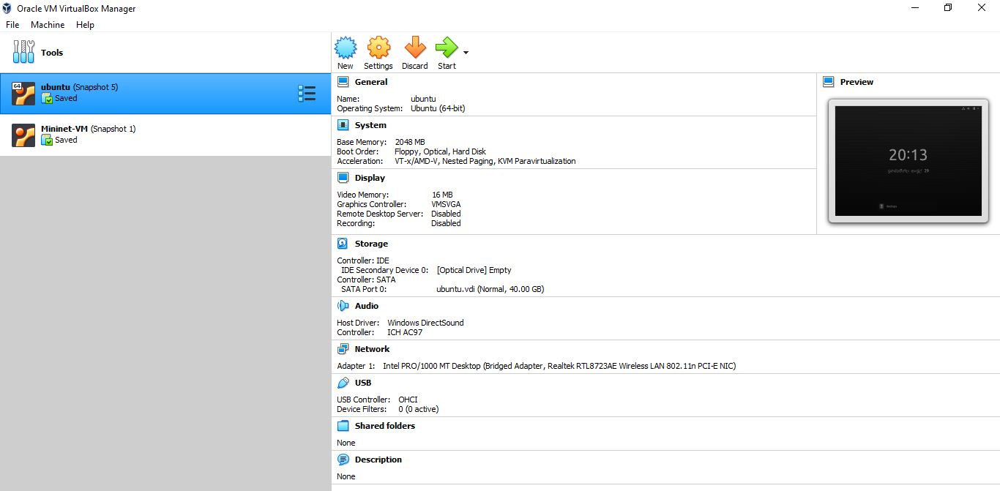 Oracle VM VirtualBox Manager
File Machine Help
Tools
New Settings Discard Start
64
ubuntu (Snapshot 5)
Saved
Mininet-VM (Snapshot 1)
Saved
General
Name: ubuntu
Operating System: Ubuntu (64-bit)
System
Base Memory: 2048 MB
Boot Order: Floppy, Optical, Hard Disk
Acceleration: VT-x/AMD-V, Nested Paging, KVM Paravirtualization
Preview
20:13
29
Display
Video Memory: 16 MB
Graphics Controller: VMSVGA
Remote Desktop Server: Disabled
Recording: Disabled
Storage
Controller: IDE
IDE Secondary Device 0: [Optical Drive] Empty
Controller: SATA
SATA Port 0: ubuntu.vdi (Normal, 40.00 GB)
Audio
Host Driver: Windows DirectSound
Controller: ICH AC97
Network
Adapter 1: Intel PRO/1000 MT Desktop (Bridged Adapter, Realtek RTL8723AE Wireless LAN 802.11n PCI-E NIC)
USB
USB Controller: OHCI
Device Filters: 0 (0 active)
Shared folders
None
Description
None